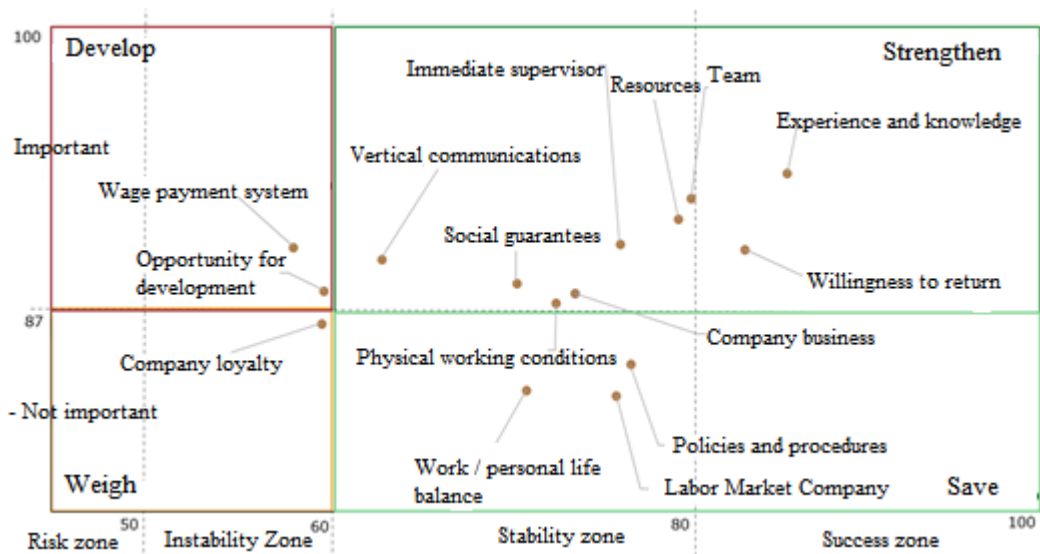 100
Develop
Strengthen
Immediate supervisor
Resources
Team
Experience and knowledge
Important
Vertical communications
Wage payment system
Social guarantees
Opportunity for
development
Willingness to return
87
Company business
Physical working conditions
Company loyalty
- Not important
Policies and procedures
Work / personal life
balance
Labor Market Company
Weigh
Save
50
60
80
100
Risk zone
Instability Zone
Stability zone
Success zone